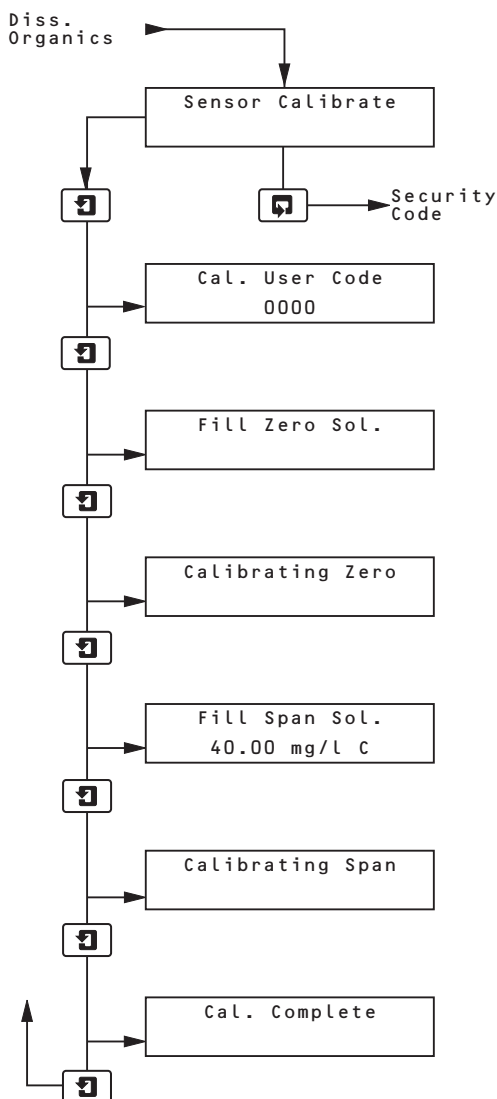 Diss.
Organics
Sensor Calibrate
Security
Code
Cal. User Code
0000
Fill Zero Sol.
Calibrating Zero
Fill Span Sol.
40.00 mg/l C
Calibrating Span
Cal. Complete